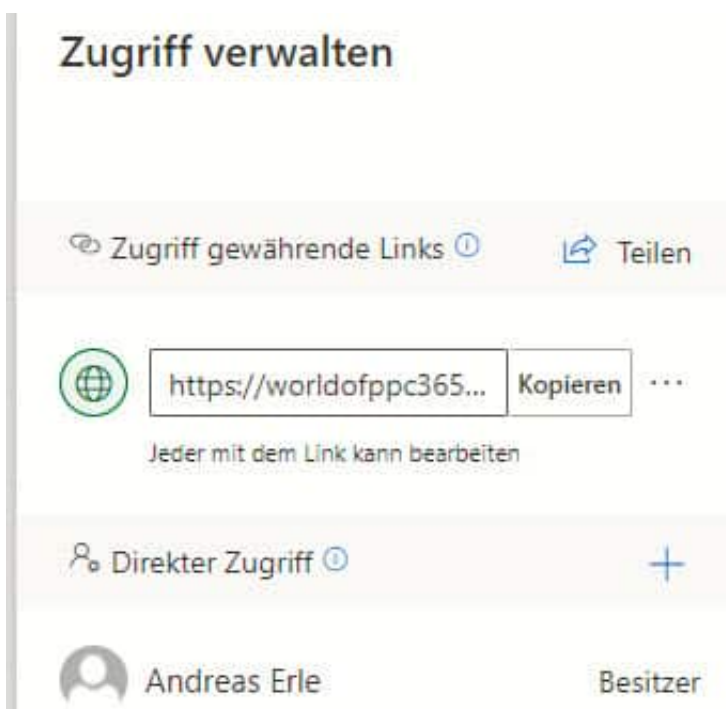 Zugriff verwalten
Zugriff gewährende Links
Teilen
https://worldofppc365...
Kopieren
...
Jeder mit dem Link kann bearbeiten
Direkter Zugriff
Andreas Erle
Besitzer